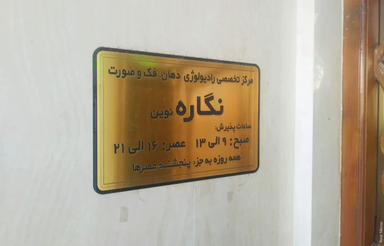 مرکز تخصصی رادیولوژی دهان، فک و صورت
نگاره نوین
ساعات پذیرش:
صبح: ۹ الی ۱۳ عصر: ۱۶ الی ۲۱
همه روزه به جز، پنجشنبه عصرها